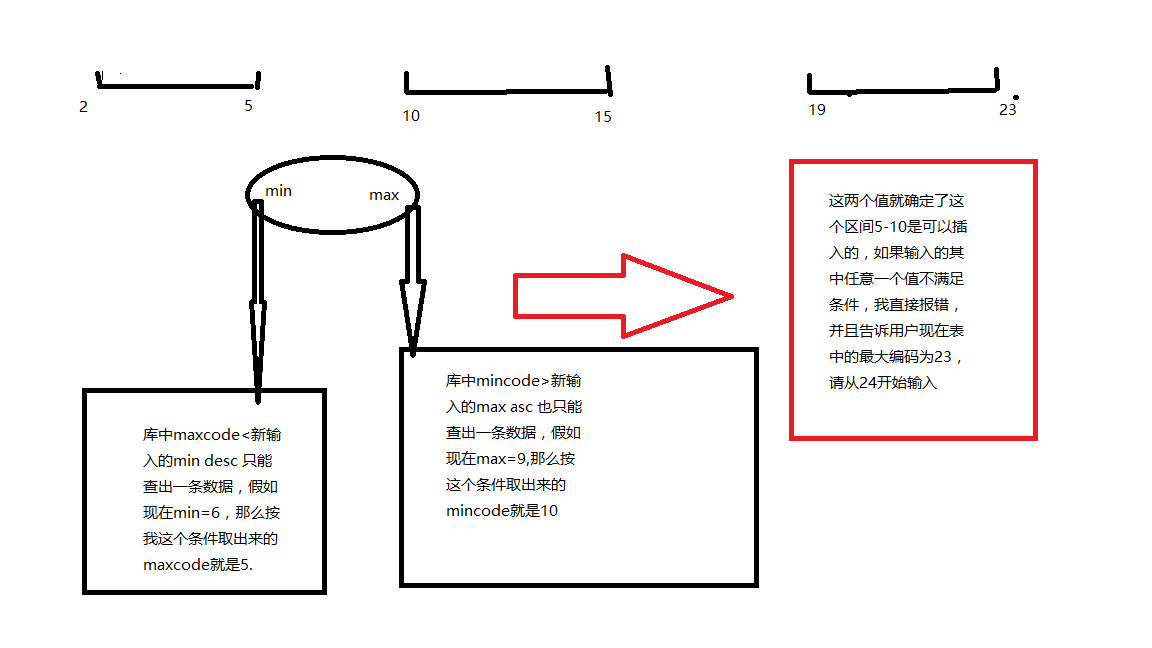 2
5
10
15
19
23
min
max
库中maxcode<新输
入的min desc 只能
查出一条数据，假如
现在min=6，那么按
我这个条件取出来的
maxcode就是5.
库中mincode>新输
入的max asc 也只能
查出一条数据，假如
现在max=9,那么按
这个条件取出来的
mincode就是10
这两个值就确定了这
个区间5-10是可以插
入的，如果输入的其
中任意一个值不满足
条件，我直接报错，
并且告诉用户现在表
中的最大编码为23，
请从24开始输入